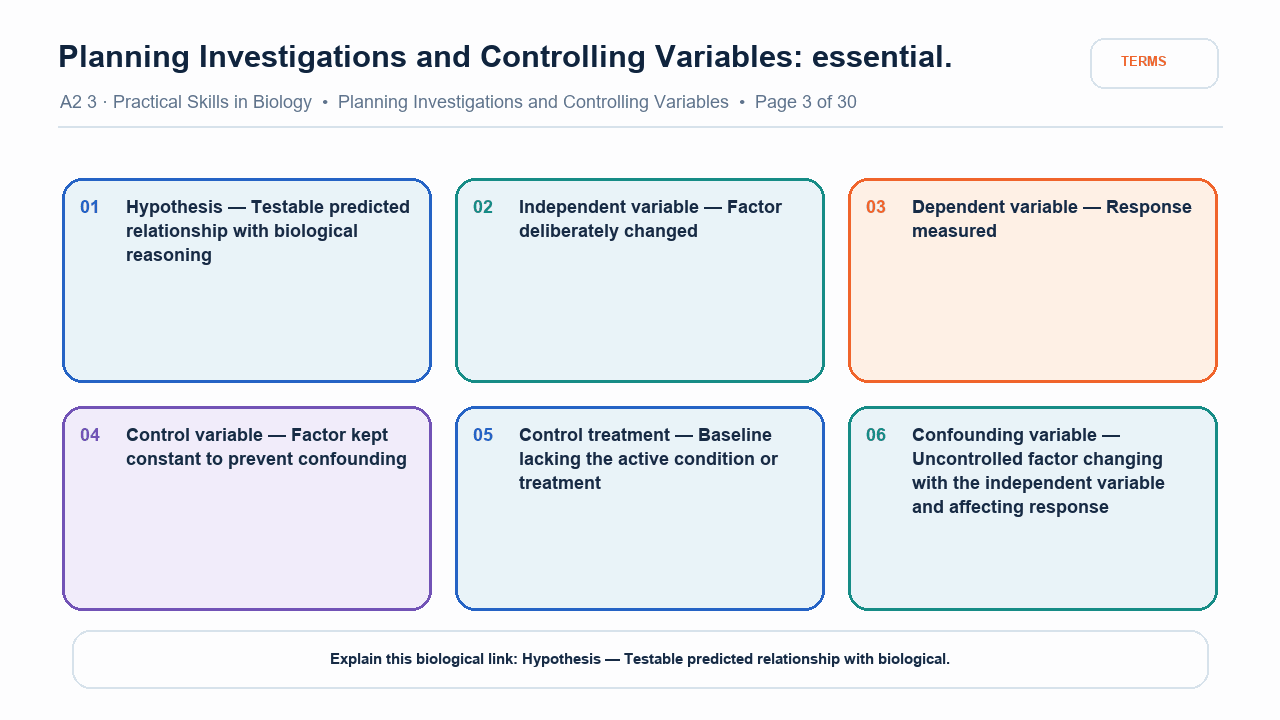 Planning Investigations and Controlling Variables: essential.
TERMS
A2 3 · Practical Skills in Biology • Planning Investigations and Controlling Variables • Page 3 of 30
01 Hypothesis — Testable predicted
relationship with biological
reasoning
02 Independent variable — Factor
deliberately changed
03 Dependent variable — Response
measured
04 Control variable — Factor kept
constant to prevent confounding
05 Control treatment — Baseline
lacking the active condition or
treatment
06 Confounding variable —
Uncontrolled factor changing
with the independent variable
and affecting response
Explain this biological link: Hypothesis — Testable predicted relationship with biological.